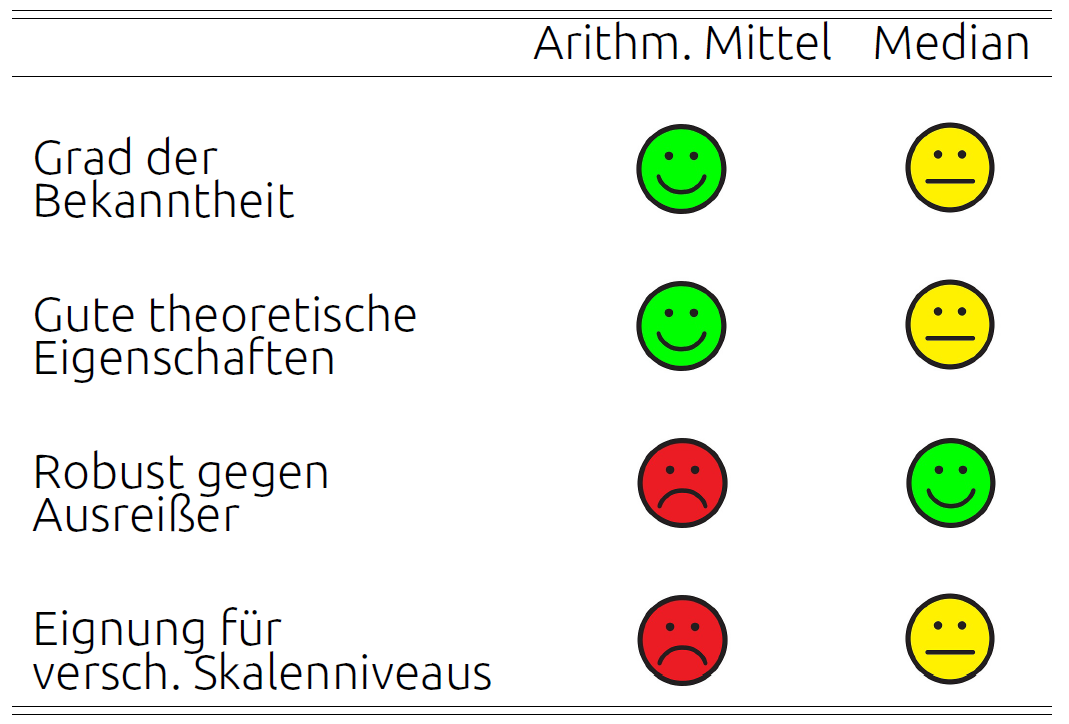 Arithm. Mittel Median
Grad der
Bekanntheit
Gute theoretische
Eigenschaften
Robust gegen
Ausreißer
Eignung für
versch. Skalenniveaus